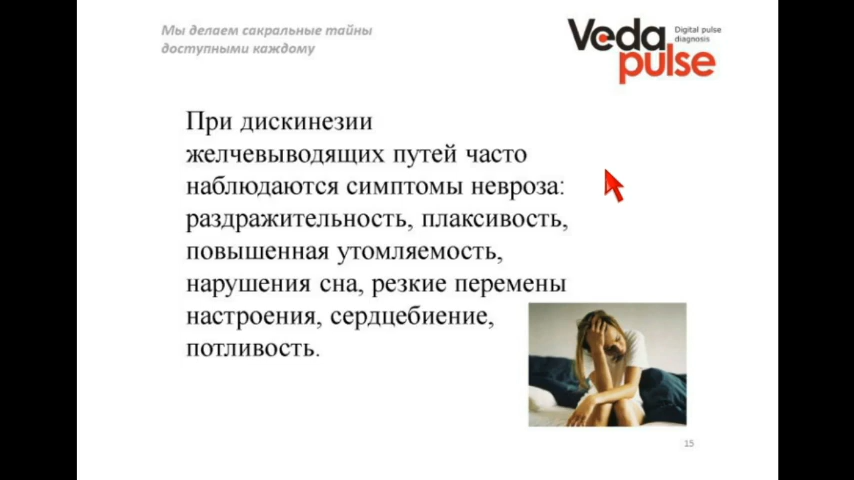 Мы делаем сакральные тайны
доступными каждому
Veda
pulse
Digital pulse
diagnosis
При дискинезии
желчевыводящих путей часто
наблюдаются симптомы невроза:
раздражительность, плаксивость,
повышенная утомляемость,
нарушения сна, резкие перемены
настроения, сердцебиение,
потливость.
15